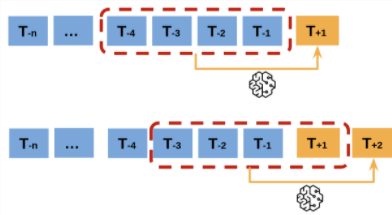 T-n ... T-4 T-3 T-2 T-1 T+1
T-n ... T-4 T-3 T-2 T-1 T+1 T+2